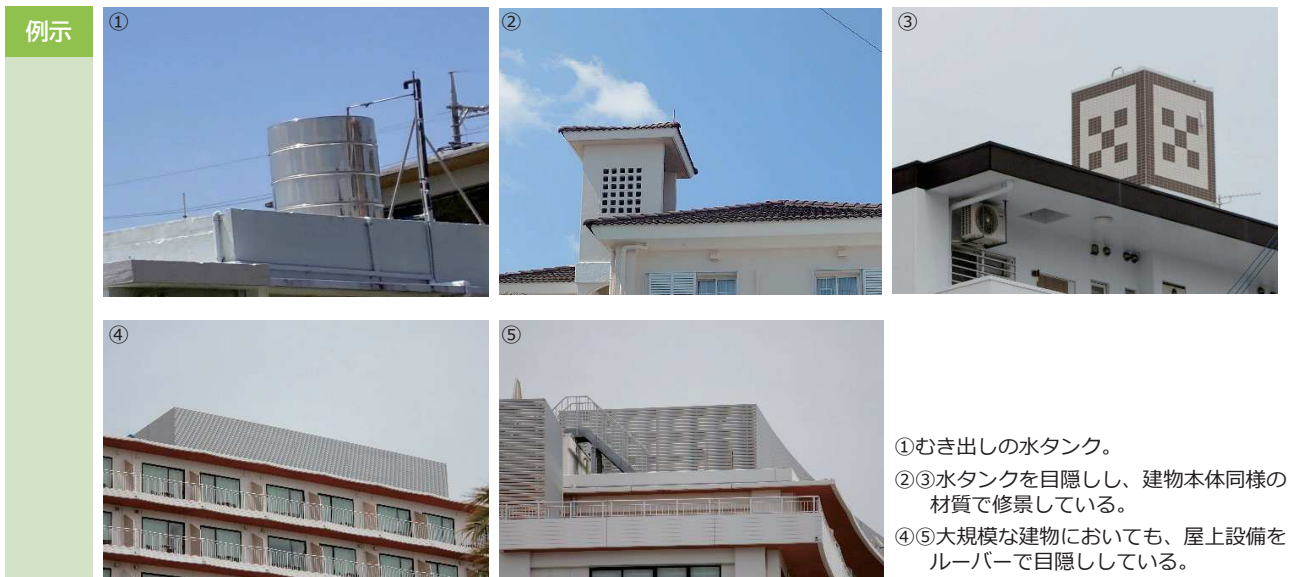 例示
①
②
③
④
⑤
①むき出しの水タンク。
②③水タンクを目隠しし、建物本体同様の
材質で修景している。
④⑤大規模な建物においても、屋上設備を
ルーバーで目隠ししている。